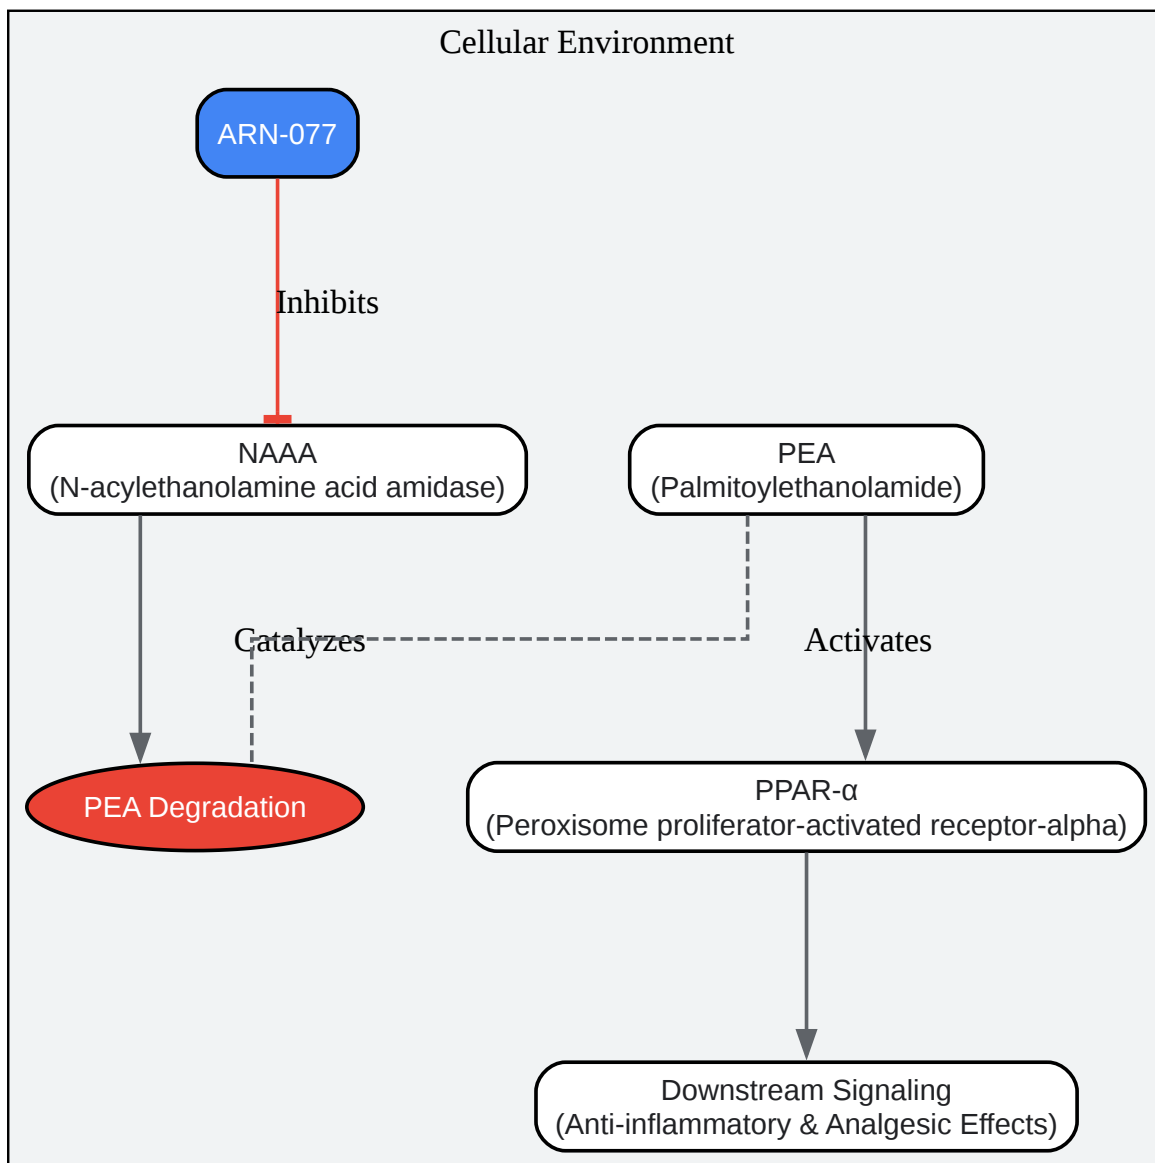 Cellular Environment
ARN-077
Inhibits
NAAA
(N-acylethanolamine acid amidase)
PEA
(Palmitoylethanolamide)
Catalyzes
Activates
PEA Degradation
PPAR-α
(Peroxisome proliferator-activated receptor-alpha)
Downstream Signaling
(Anti-inflammatory & Analgesic Effects)